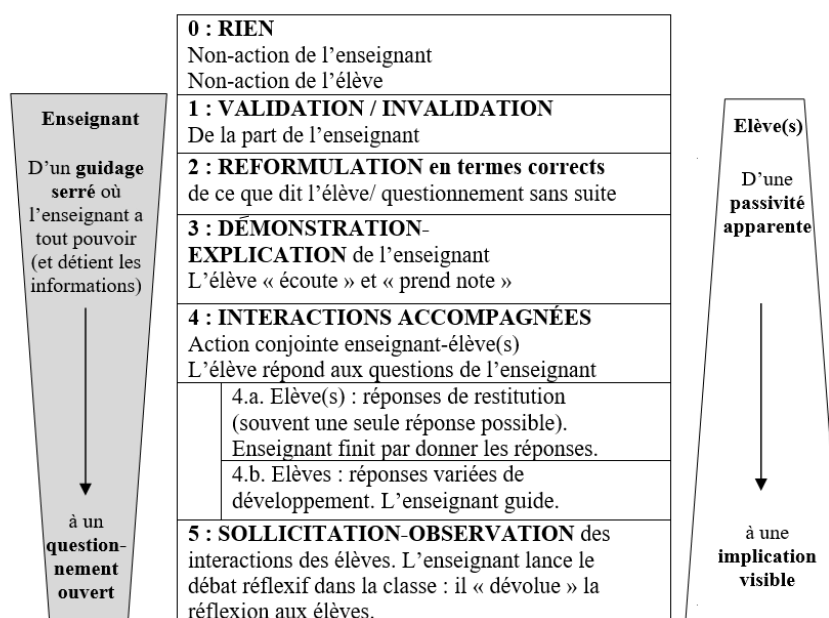 0 : RIEN
Non-action de l’enseignant
Non-action de l’élève
Enseignant
D’un guidage
serré où
l’enseignant a
tout pouvoir
(et détient les
informations)
à un
question-
nement
ouvert
1 : VALIDATION / INVALIDATION
De la part de l’enseignant
2 : REFORMULATION en termes corrects
de ce que dit l’élève/ questionnement sans suite
3 : DÉMONSTRATION-
EXPLICATION de l’enseignant
L’élève « écoute » et « prend note »
4 : INTERACTIONS ACCOMPAGNÉES
Action conjointe enseignant-élève(s)
L’élève répond aux questions de l’enseignant
4.a. Elève(s) : réponses de restitution
(souvent une seule réponse possible).
Enseignant finit par donner les réponses.
4.b. Elèves : réponses variées de
développement. L’enseignant guide.
5 : SOLLICITATION-OBSERVATION des
interactions des élèves. L’enseignant lance le
débat réflexif dans la classe : il « dévolue » la
réflexion aux élèves.
Elève(s)
D’une
passivité
apparente
à une
implication
visible